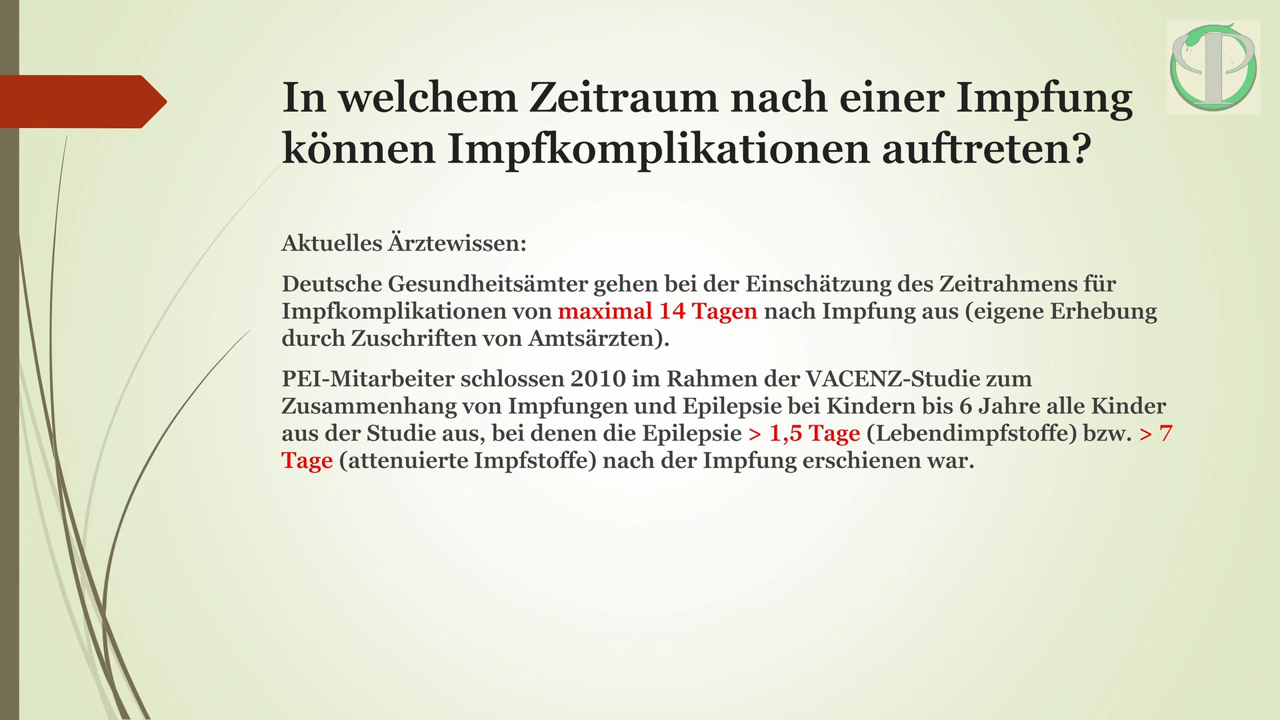 In welchem Zeitraum nach einer Impfung
können Impfkomplikationen auftreten?
Aktuelles Ärztewissen:
Deutsche Gesundheitsämter gehen bei der Einschätzung des Zeitrahmens für
Impfkomplikationen von maximal 14 Tagen nach Impfung aus (eigene Erhebung
durch Zuschriften von Amtsärzten).
PEI-Mitarbeiter schlossen 2010 im Rahmen der VACENZ-Studie zum
Zusammenhang von Impfungen und Epilepsie bei Kindern bis 6 Jahre alle Kinder
aus der Studie aus, bei denen die Epilepsie > 1,5 Tage (Lebendimpfstoffe) bzw. > 7
Tage (attenuierte Impfstoffe) nach der Impfung erschienen war.